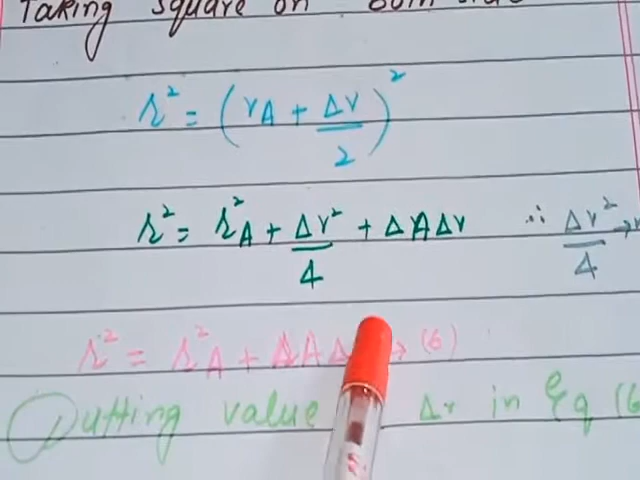 Taking square on both side
r² = (rA + Δr/2)²
r² = r²A + Δr²/4 + ΔAΔr ∴ Δr²/4 →
r² = r²A + ΔAΔ → (6)
Putting value Δr in Eq (6